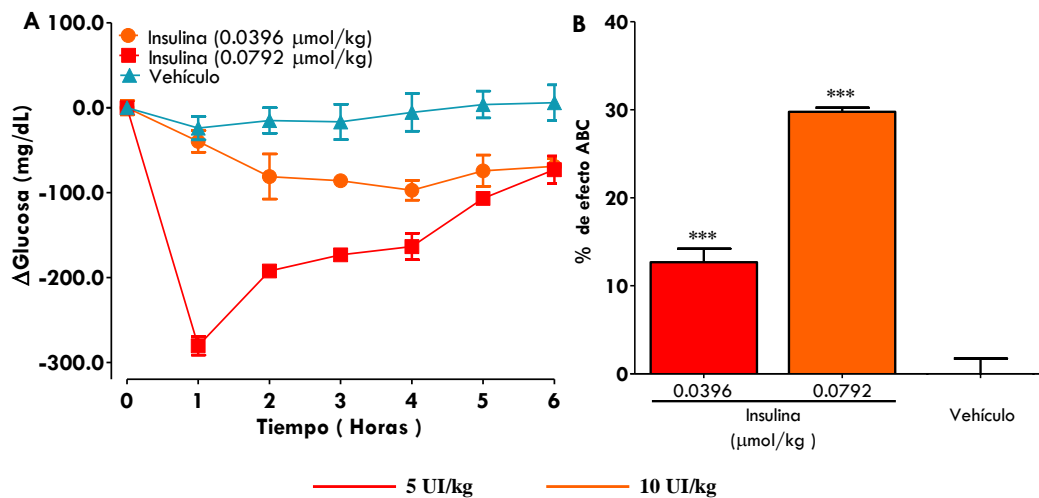 A
100.0
0.0
-100.0
-200.0
-300.0
ΔGlucosa (mg/dL)
Insulina (0.0396 μmol/kg)
Insulina (0.0792 μmol/kg)
Vehículo
0 1 2 3 4 5 6
Tiempo ( Horas )
B
40
30
20
10
0
% de efecto ABC
***
***
0.0396 0.0792
Insulina
(μmol/kg )
Vehículo
5 UI/kg
10 UI/kg